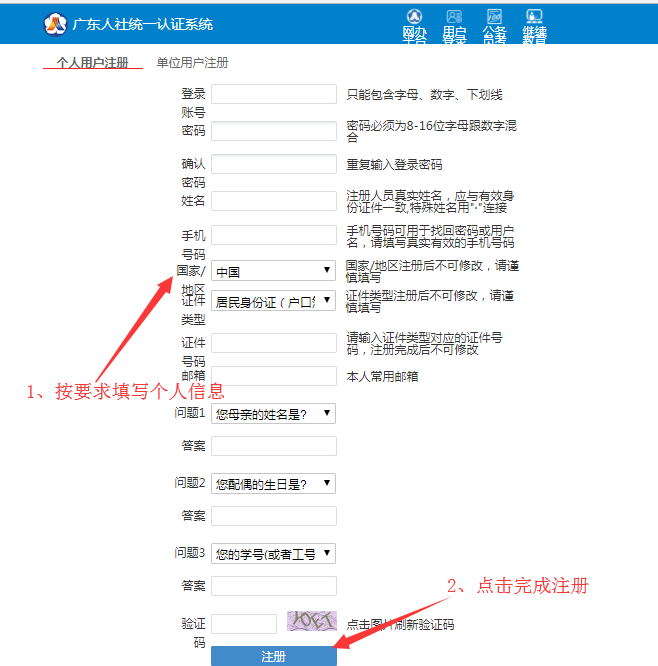 广东人社统一认证系统
网办
平台
用户
登录
公务
员考
继续
教育
个人用户注册 单位用户注册
登录
账号
只能包含字母、数字、下划线
密码
密码必须为8-16位字母跟数字混
合
确认
密码
重复输入登录密码
姓名
注册人员真实姓名，应与有效身
份证件一致,特殊姓名用"·"连接
手机
号码
手机号码可用于找回密码或用户
名，请填写真实有效的手机号码
国家/
地区
中国
国家/地区注册后不可修改，请谨
慎填写
证件
类型
居民身份证（户口
证件类型注册后不可修改，请谨
慎填写
证件
号码
请输入证件类型对应的证件号
码，注册完成后不可修改
邮箱
本人常用邮箱
1、按要求填写个人信息
问题1 您母亲的姓名是?
答案
问题2 您配偶的生日是?
答案
问题3 您的学号(或者工号
答案
2、点击完成注册
验证
码
点击图片刷新验证码
注册